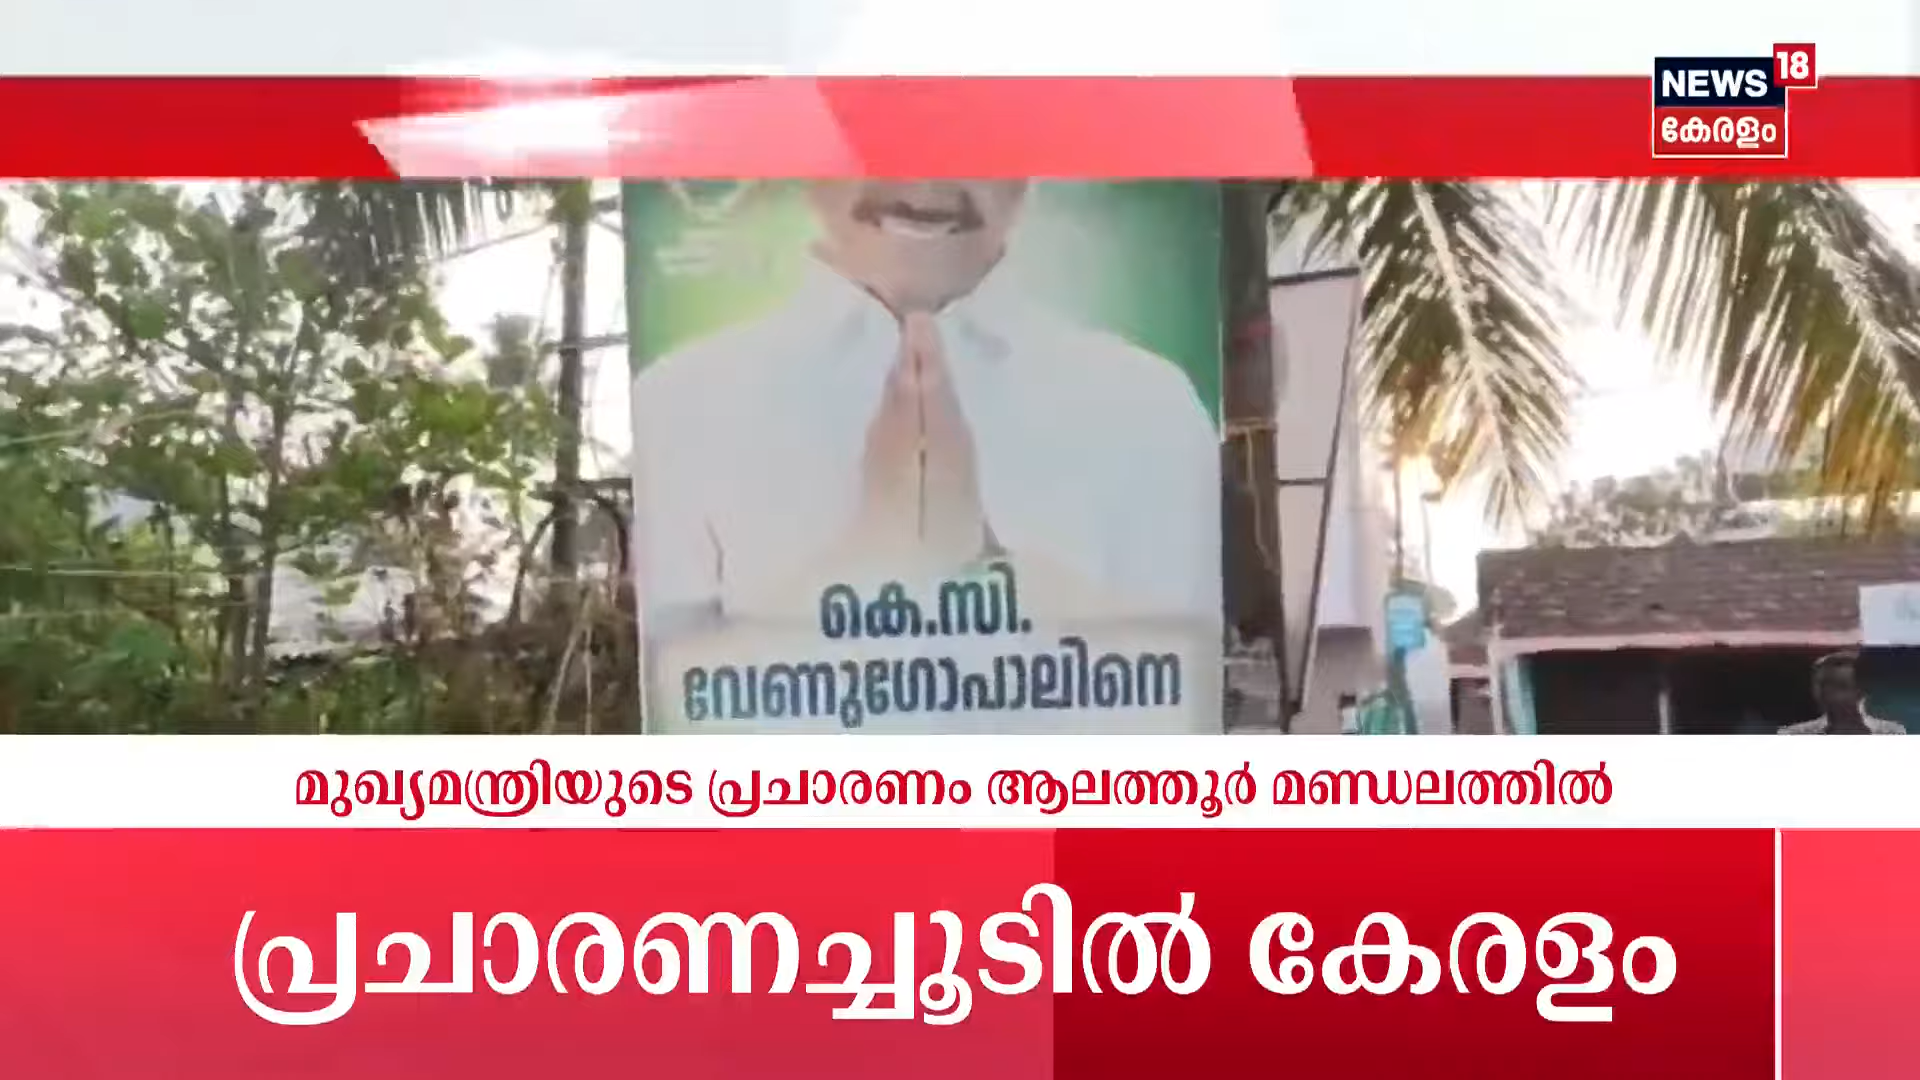 NEWS 18
കേരളം
കെ.സി.
വേണുഗോപാലിനെ
മുഖ്യമന്ത്രിയുടെ പ്രചാരണം ആലത്തൂർ മണ്ഡലത്തിൽ
പ്രചാരണച്ചൂടിൽ കേരളം